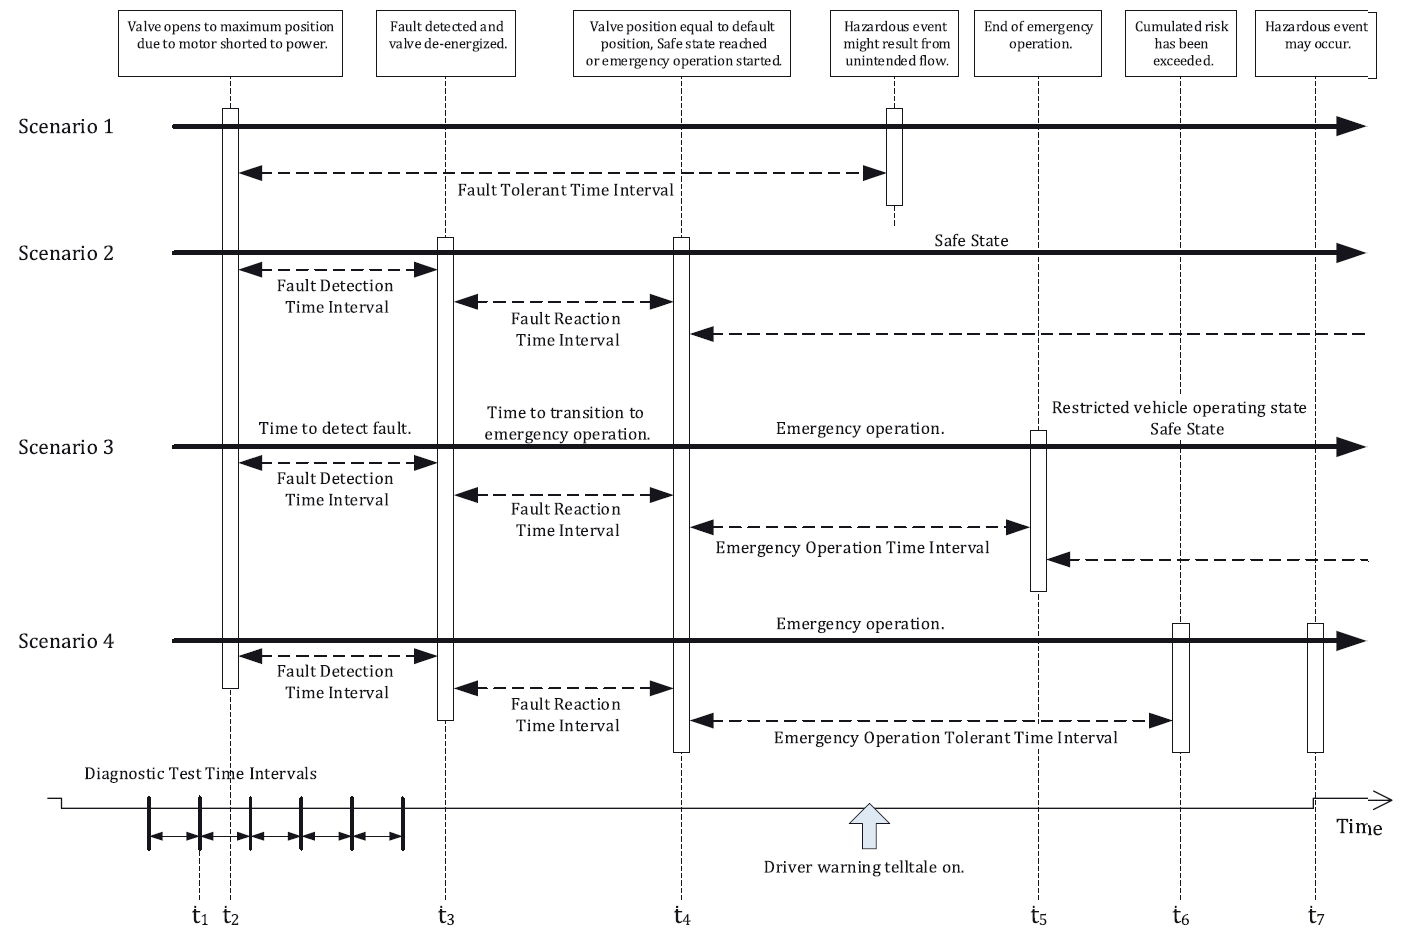 Valve opens to maximum position
due to motor shorted to power.
Fault detected and
valve de-energized.
Valve position equal to default
position, Safe state reached
or emergency operation started.
Hazardous event
might result from
unintended flow.
End of emergency
operation.
Cumulated risk
has been
exceeded.
Hazardous event
may occur.
Scenario 1
Fault Tolerant Time Interval
Scenario 2
Safe State
Fault Detection
Time Interval
Fault Reaction
Time Interval
Scenario 3
Time to detect fault.
Time to transition to
emergency operation.
Emergency operation.
Restricted vehicle operating state
Safe State
Fault Detection
Time Interval
Fault Reaction
Time Interval
Emergency Operation Time Interval
Scenario 4
Emergency operation.
Fault Detection
Time Interval
Fault Reaction
Time Interval
Emergency Operation Tolerant Time Interval
Diagnostic Test Time Intervals
Time
Driver warning telltale on.
t1 t2 t3 t4 t5 t6 t7